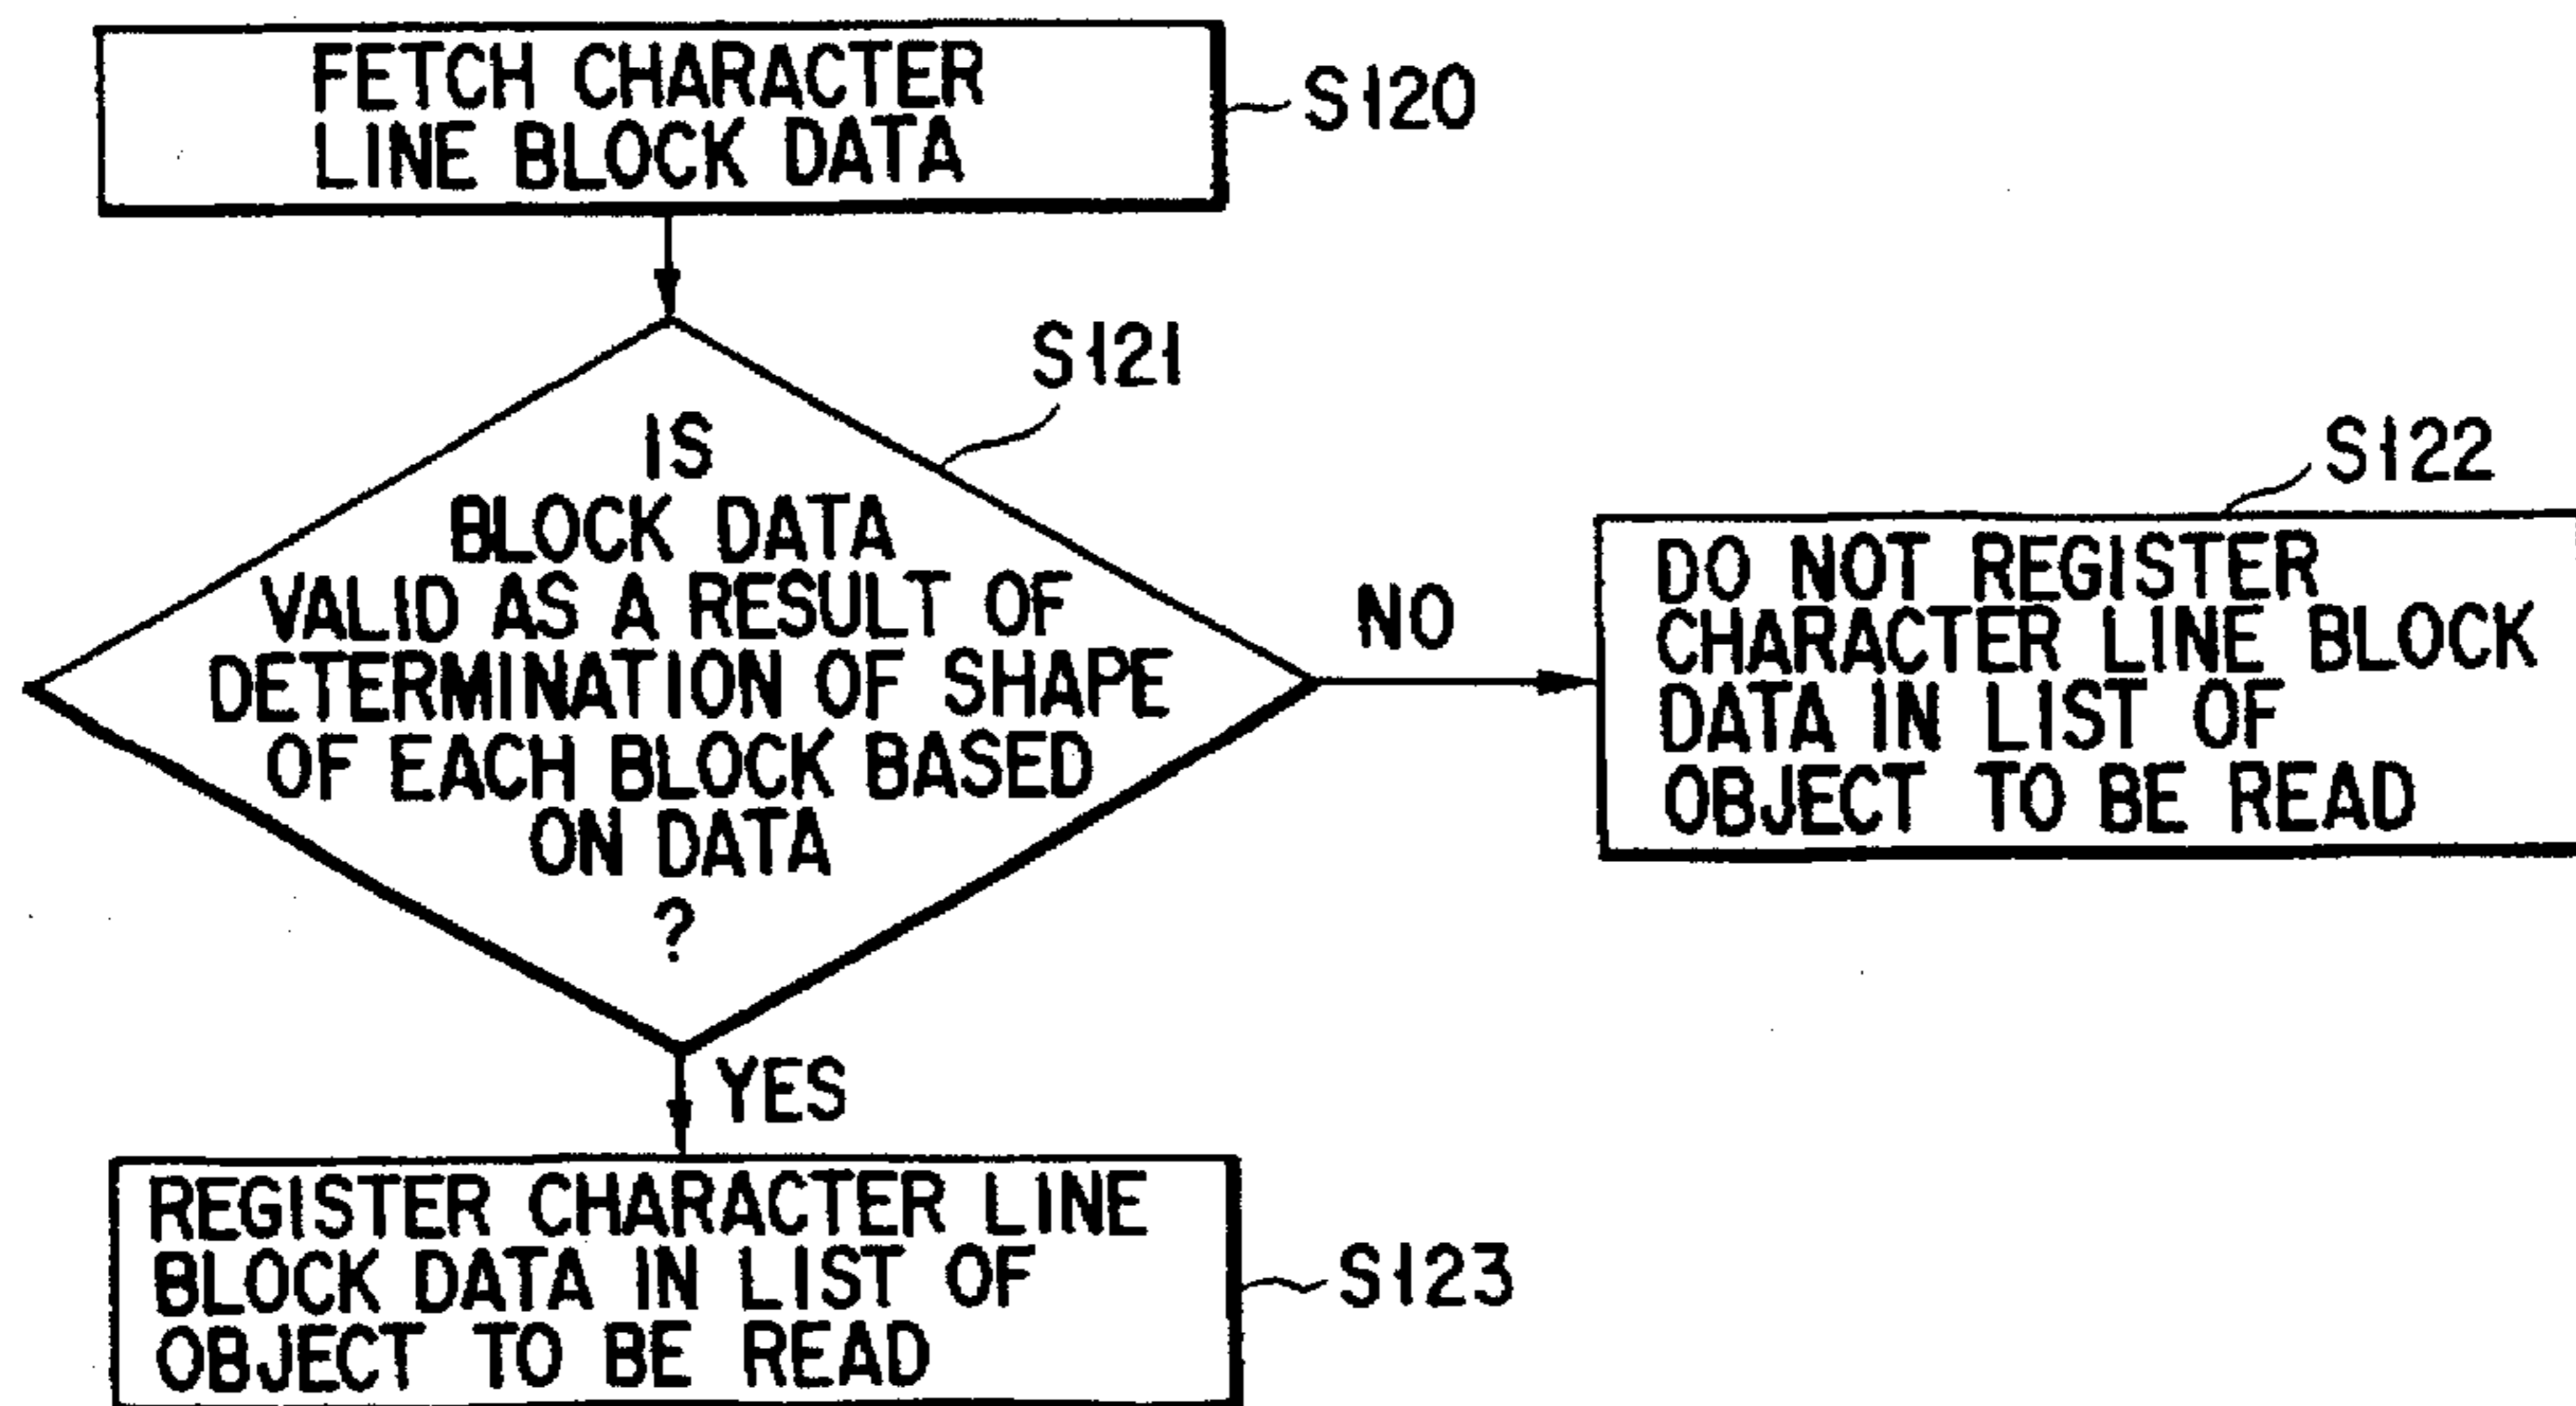 FETCH CHARACTER
LINE BLOCK DATA
S120
S121
IS
BLOCK DATA
VALID AS A RESULT OF
DETERMINATION OF SHAPE
OF EACH BLOCK BASED
ON DATA
?
NO
S122
DO NOT REGISTER
CHARACTER LINE BLOCK
DATA IN LIST OF
OBJECT TO BE READ
YES
REGISTER CHARACTER LINE
BLOCK DATA IN LIST OF
OBJECT TO BE READ
S123